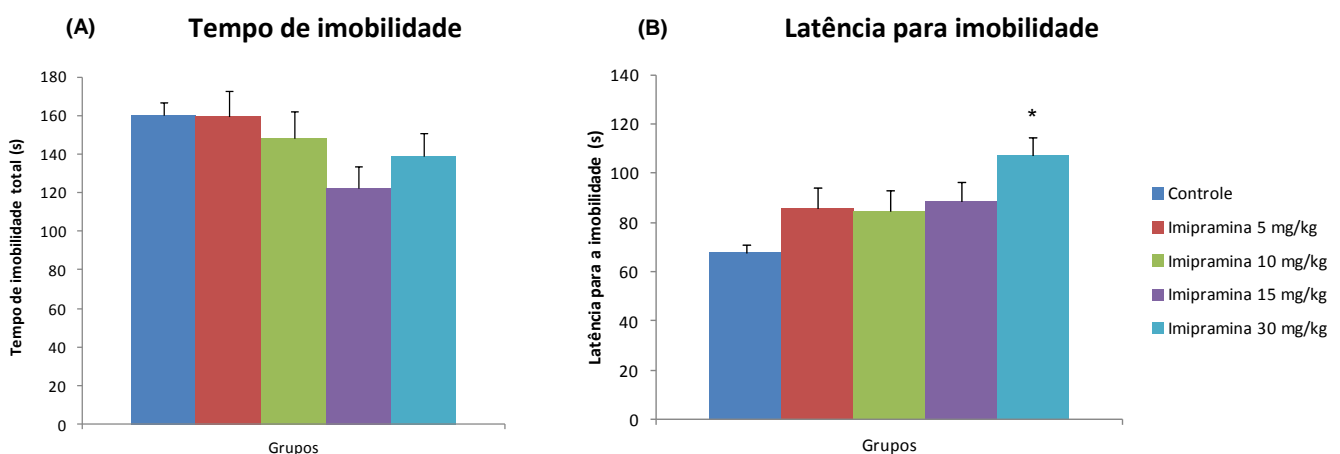 (A) Tempo de imobilidade
Tempo de imobilidade total (s)
180
160
140
120
100
80
60
40
20
0
Grupos
(B) Latência para imobilidade
Latência para a imobilidade (s)
140
120
100
80
60
40
20
0
*
Grupos
Controle
Imipramina 5 mg/kg
Imipramina 10 mg/kg
Imipramina 15 mg/kg
Imipramina 30 mg/kg